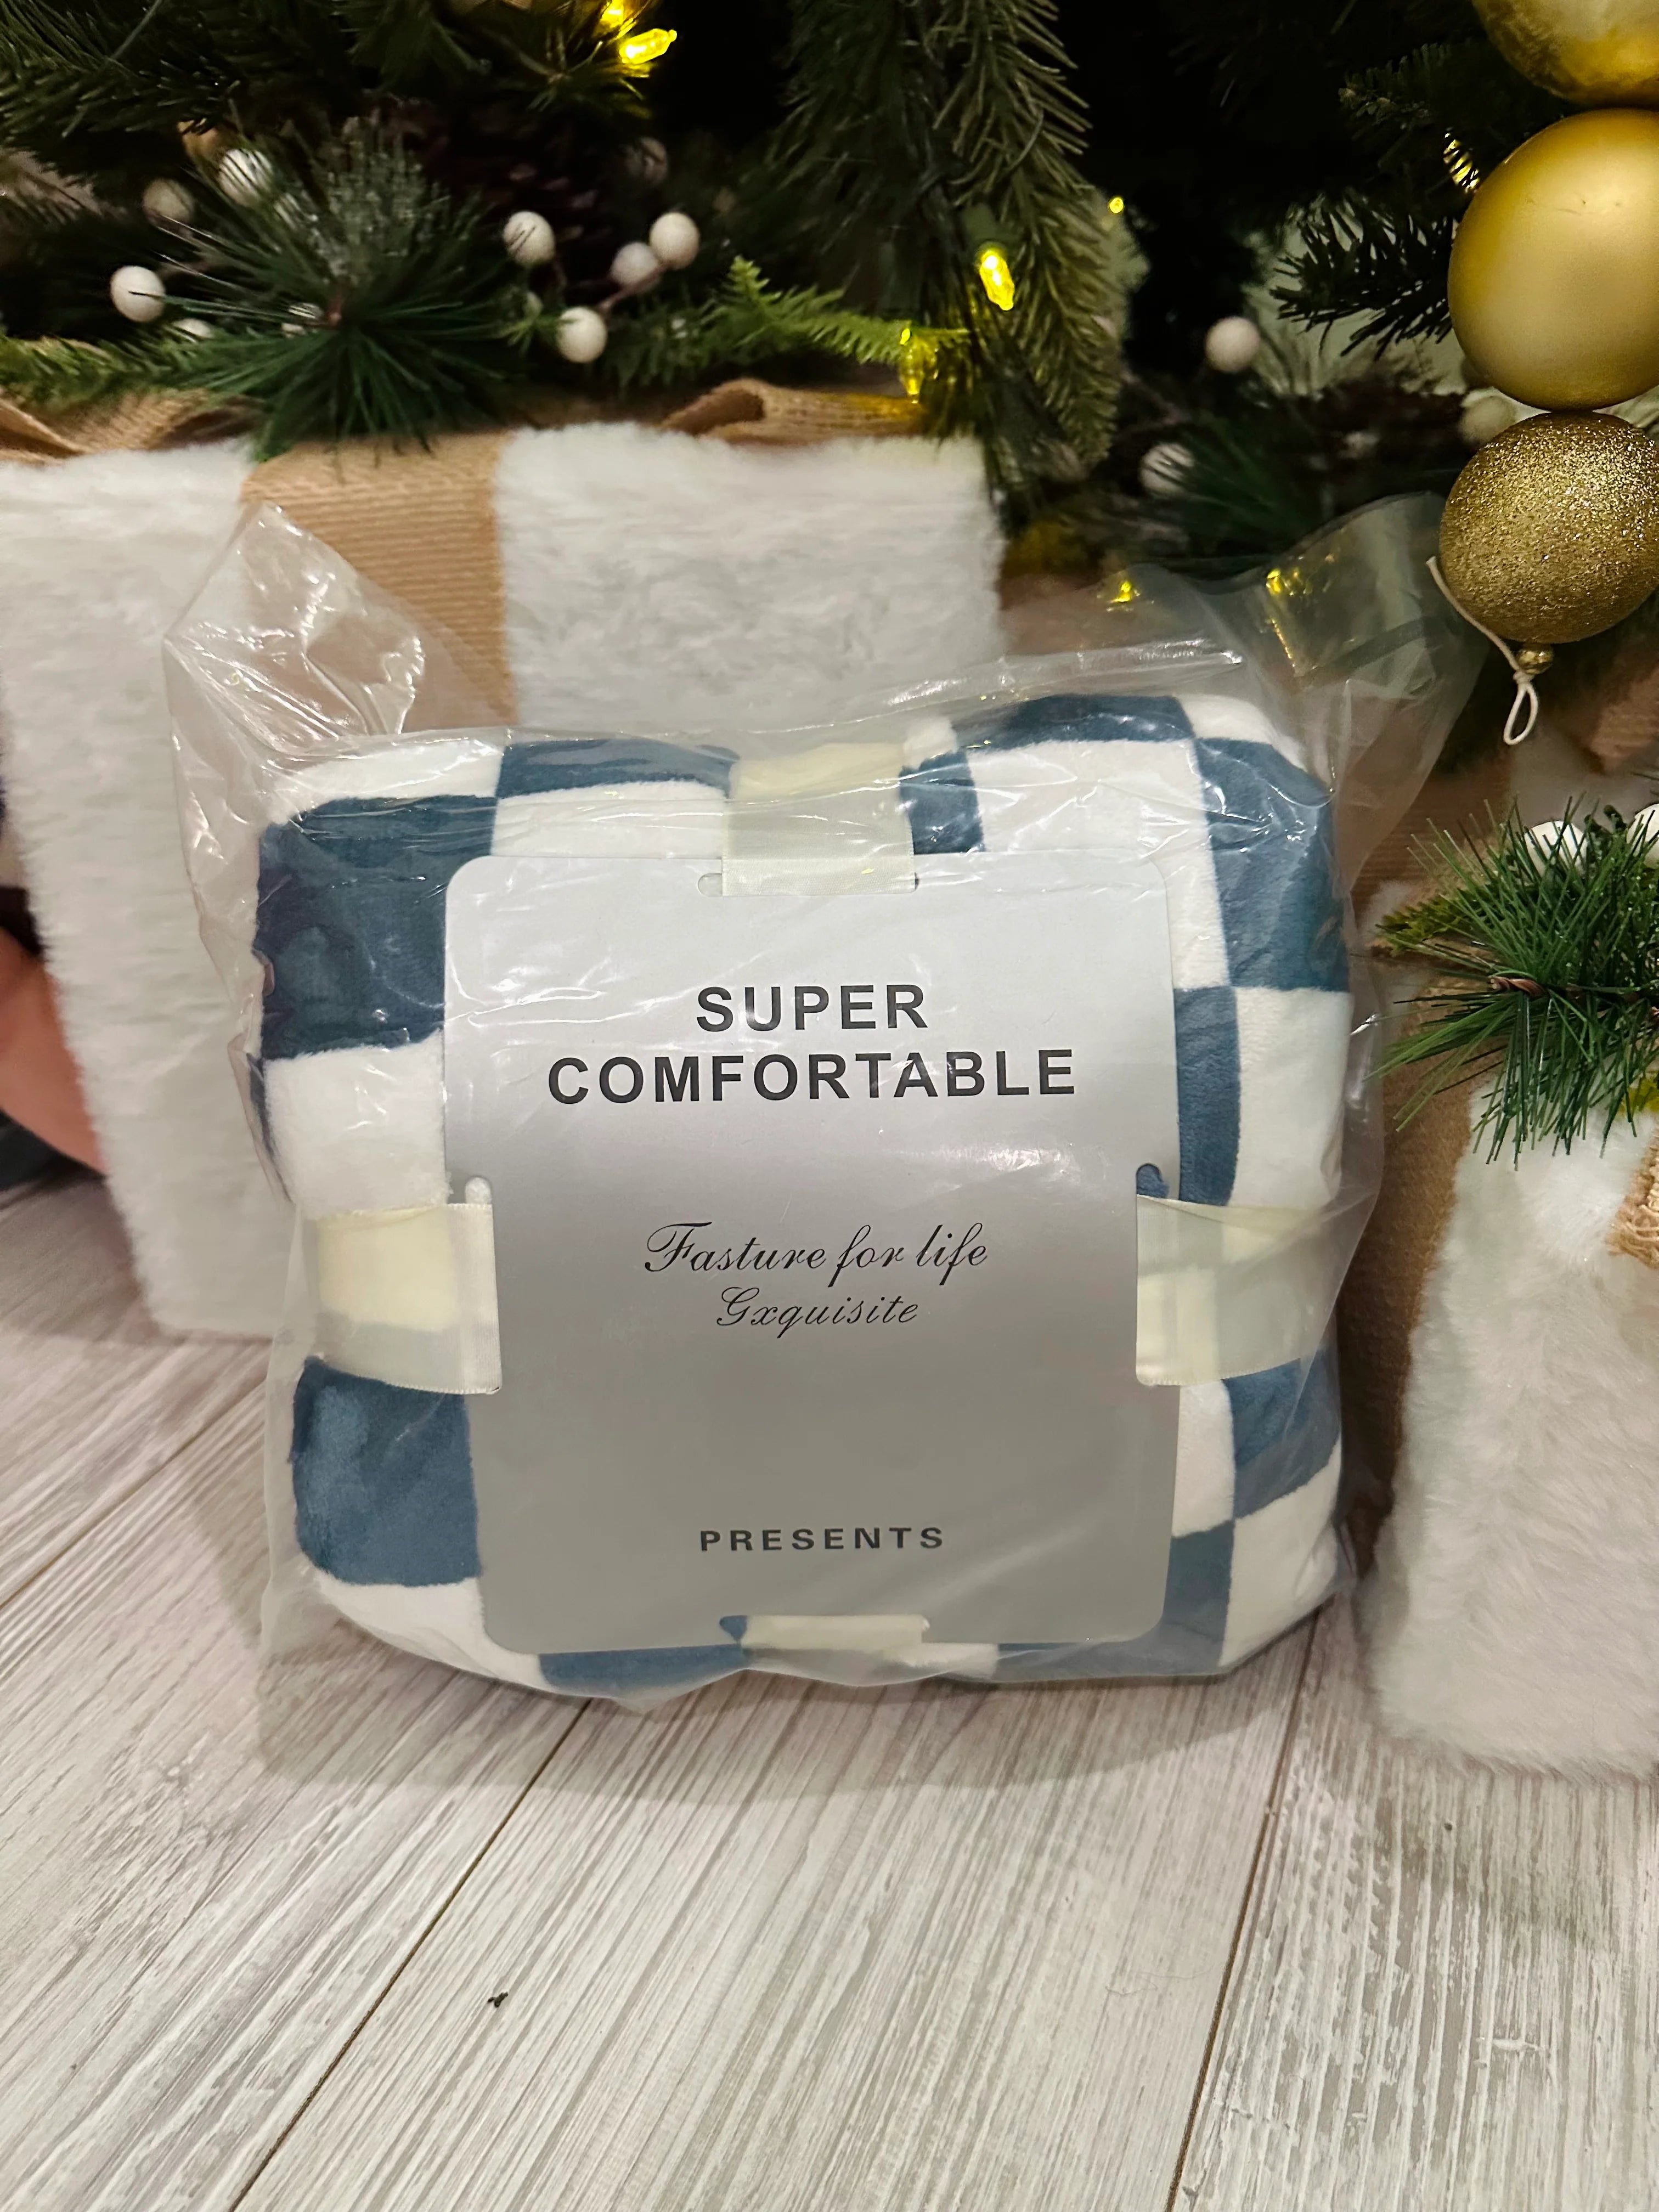 SUPER
COMFORTABLE
Fasture for life
Gxquisite
PRESENTS